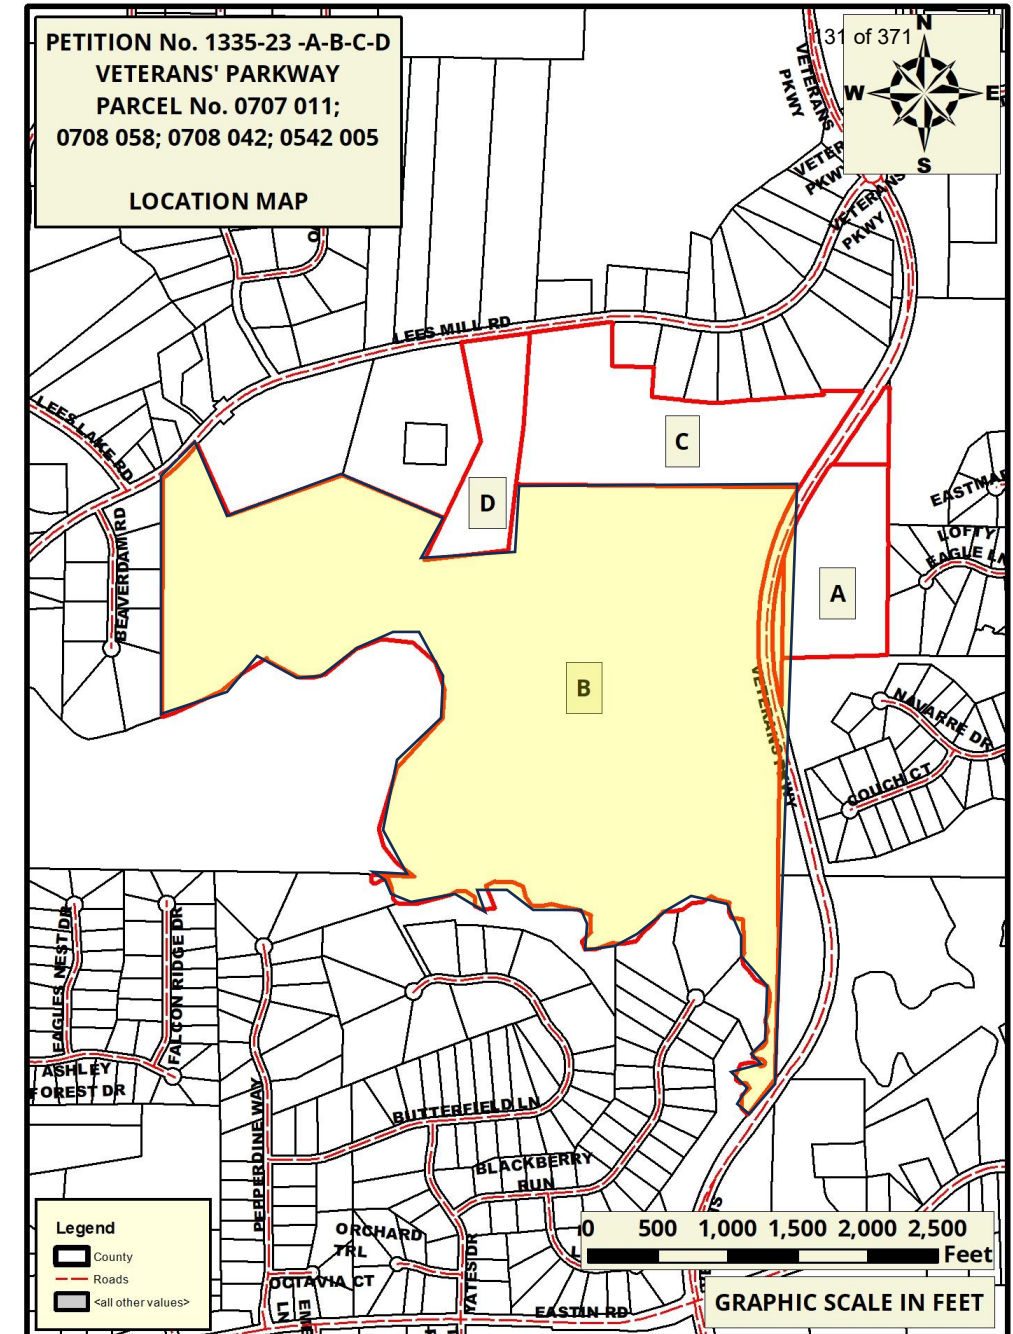 PETITION No. 1335-23 -A-B-C-D
VETERANS' PARKWAY
PARCEL No. 0707 011;
0708 058; 0708 042; 0542 005
LOCATION MAP
131 of 371
N
W
E
S
VETERANS
PKWY
PKWY
VETERANS
PKWY
LEES MILL RD
LEES LAKE RD
BEAVERDAM RD
C
D
A
B
LOFTY
EAGLE LN
NAVARRE DR
COUCH CT
VETERANS PKWY
EAGLES NEST DR
FALCON RIDGE DR
ASHLEY
FOREST DR
PEPPERDINE WAY
BUTTERFIELD LN
BLACKBERRY
RUN
ORCHARD
TRL
OCTAVIA CT
LN
YATES DR
EASTIN RD
Legend
County
Roads
<all other values>
0 500 1,000 1,500 2,000 2,500
Feet
GRAPHIC SCALE IN FEET